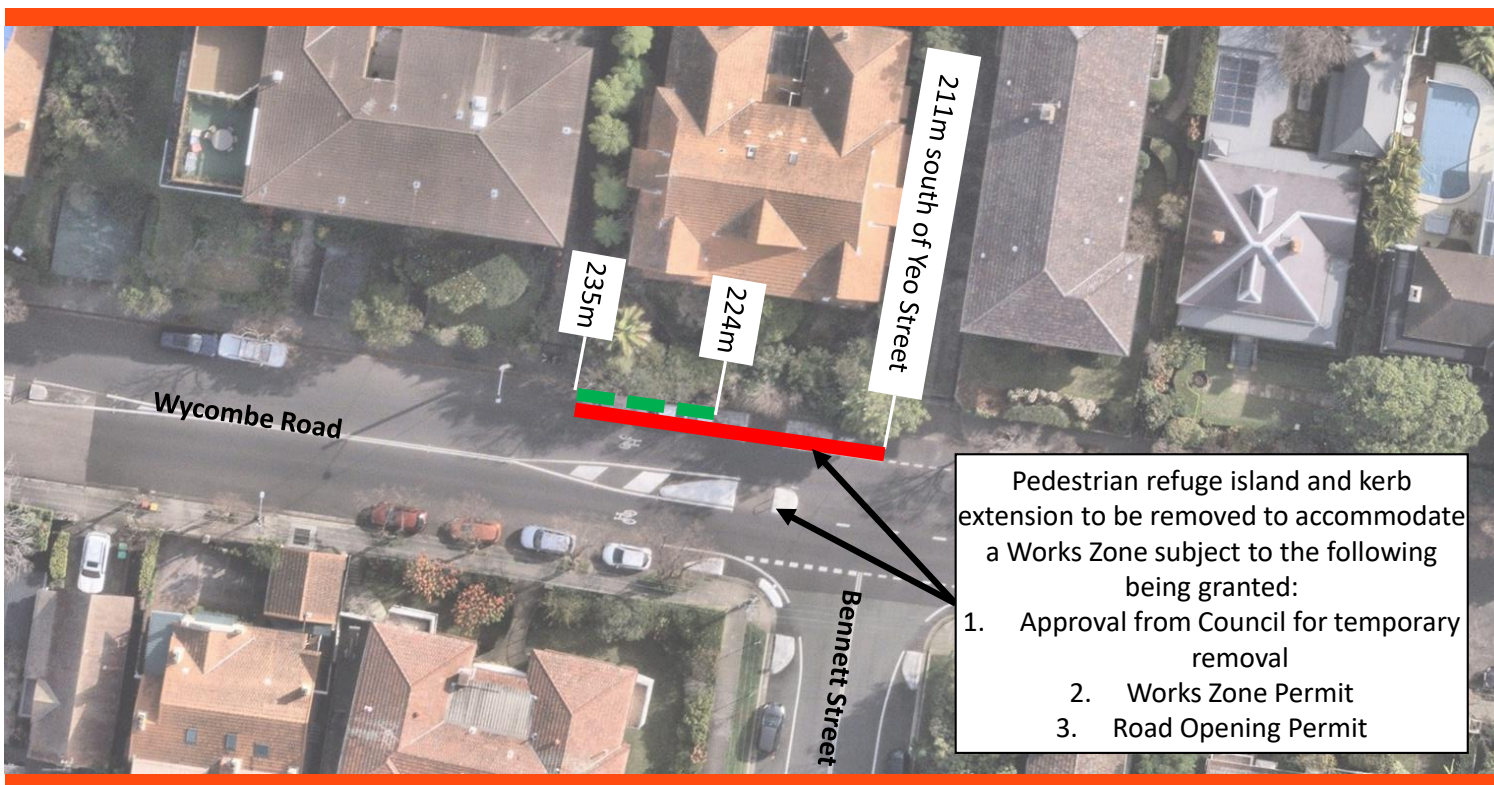 211m south of Yeo Street
235m
224m
Wycombe Road
Pedestrian refuge island and kerb
extension to be removed to accommodate
a Works Zone subject to the following
being granted:
1. Approval from Council for temporary
removal
2. Works Zone Permit
3. Road Opening Permit
Bennett Street